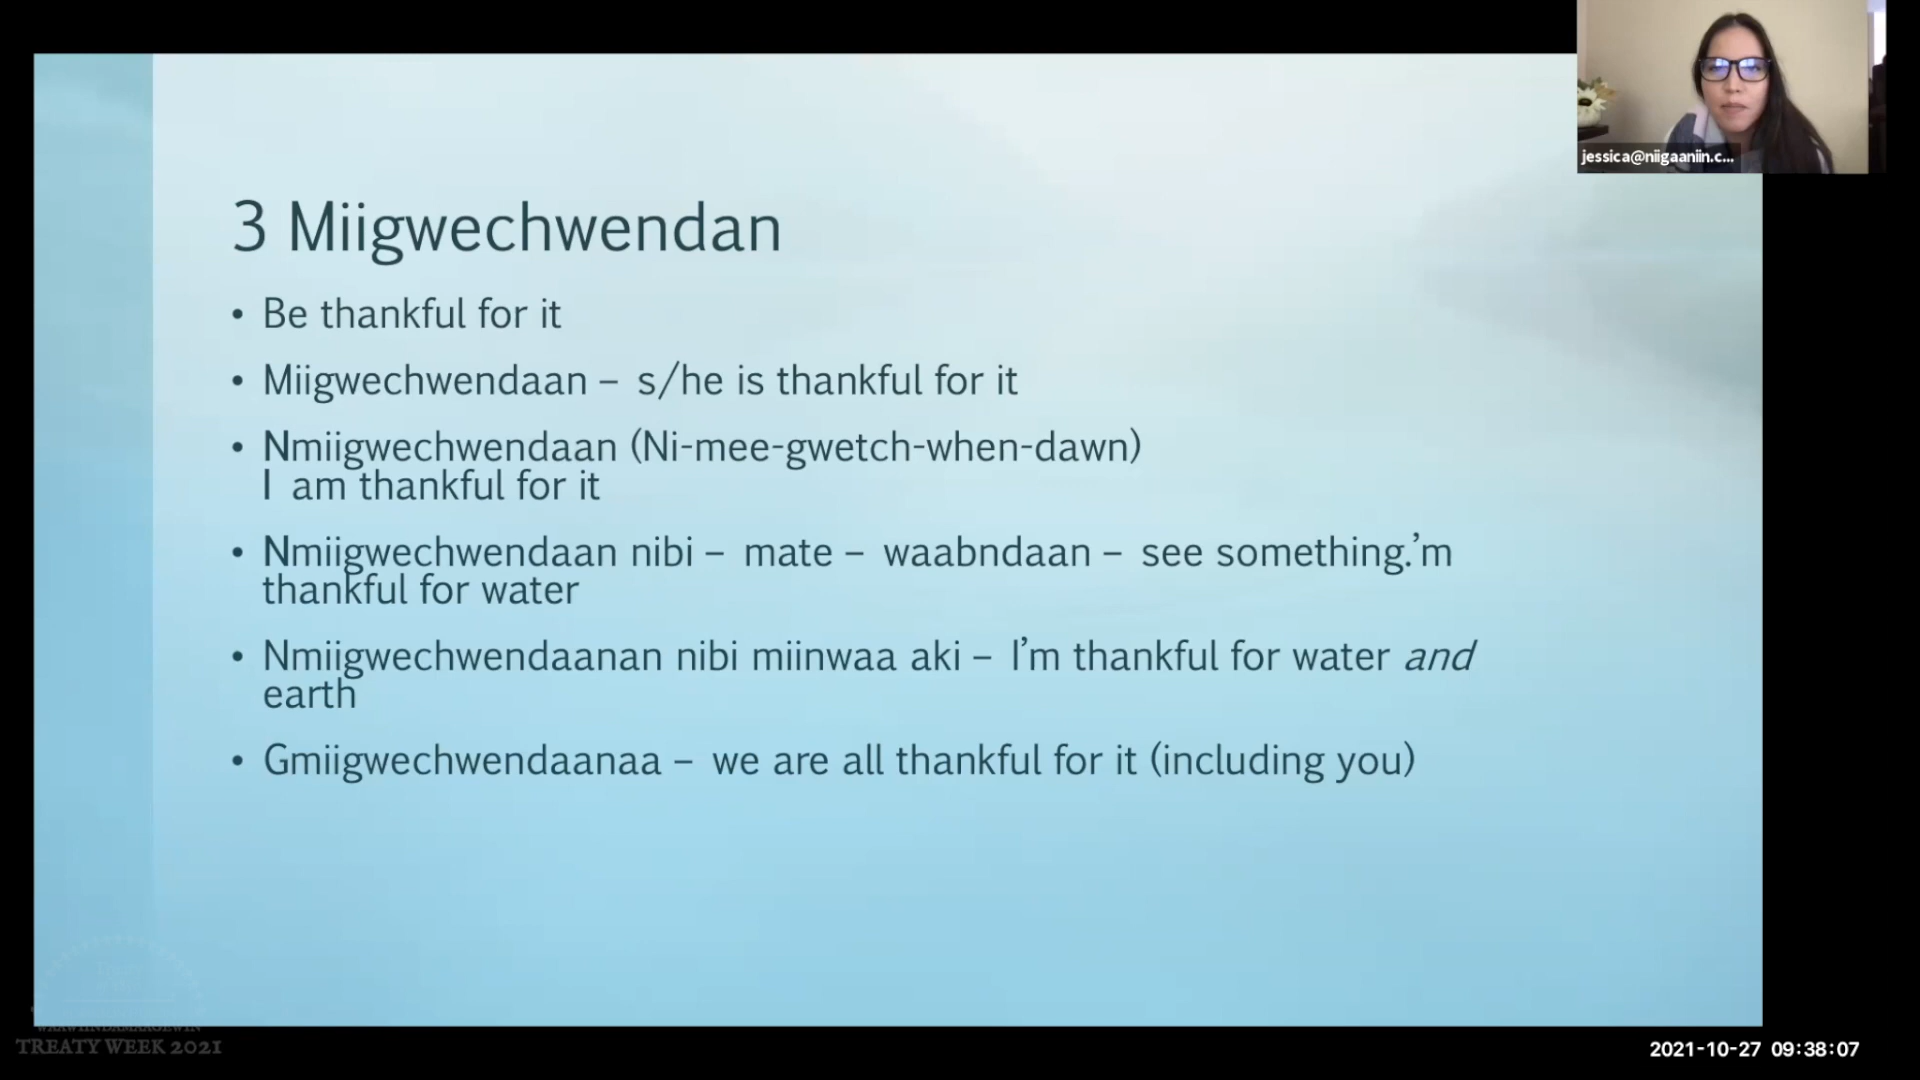 jessica@niigaaniin.c...
3 Miigwechwendan
• Be thankful for it
• Miigwechwendaan – s/he is thankful for it
• Nmiigwechwendaan (Ni-mee-gwetch-when-dawn)
I am thankful for it
• Nmiigwechwendaan nibi – mate – waabndaan – see something.’m
thankful for water
• Nmiigwechwendaanan nibi miinwaa aki – I’m thankful for water and
earth
• Gmiigwechwendaanaa – we are all thankful for it (including you)
TREATY WEEK 2021
2021-10-27 09:38:07